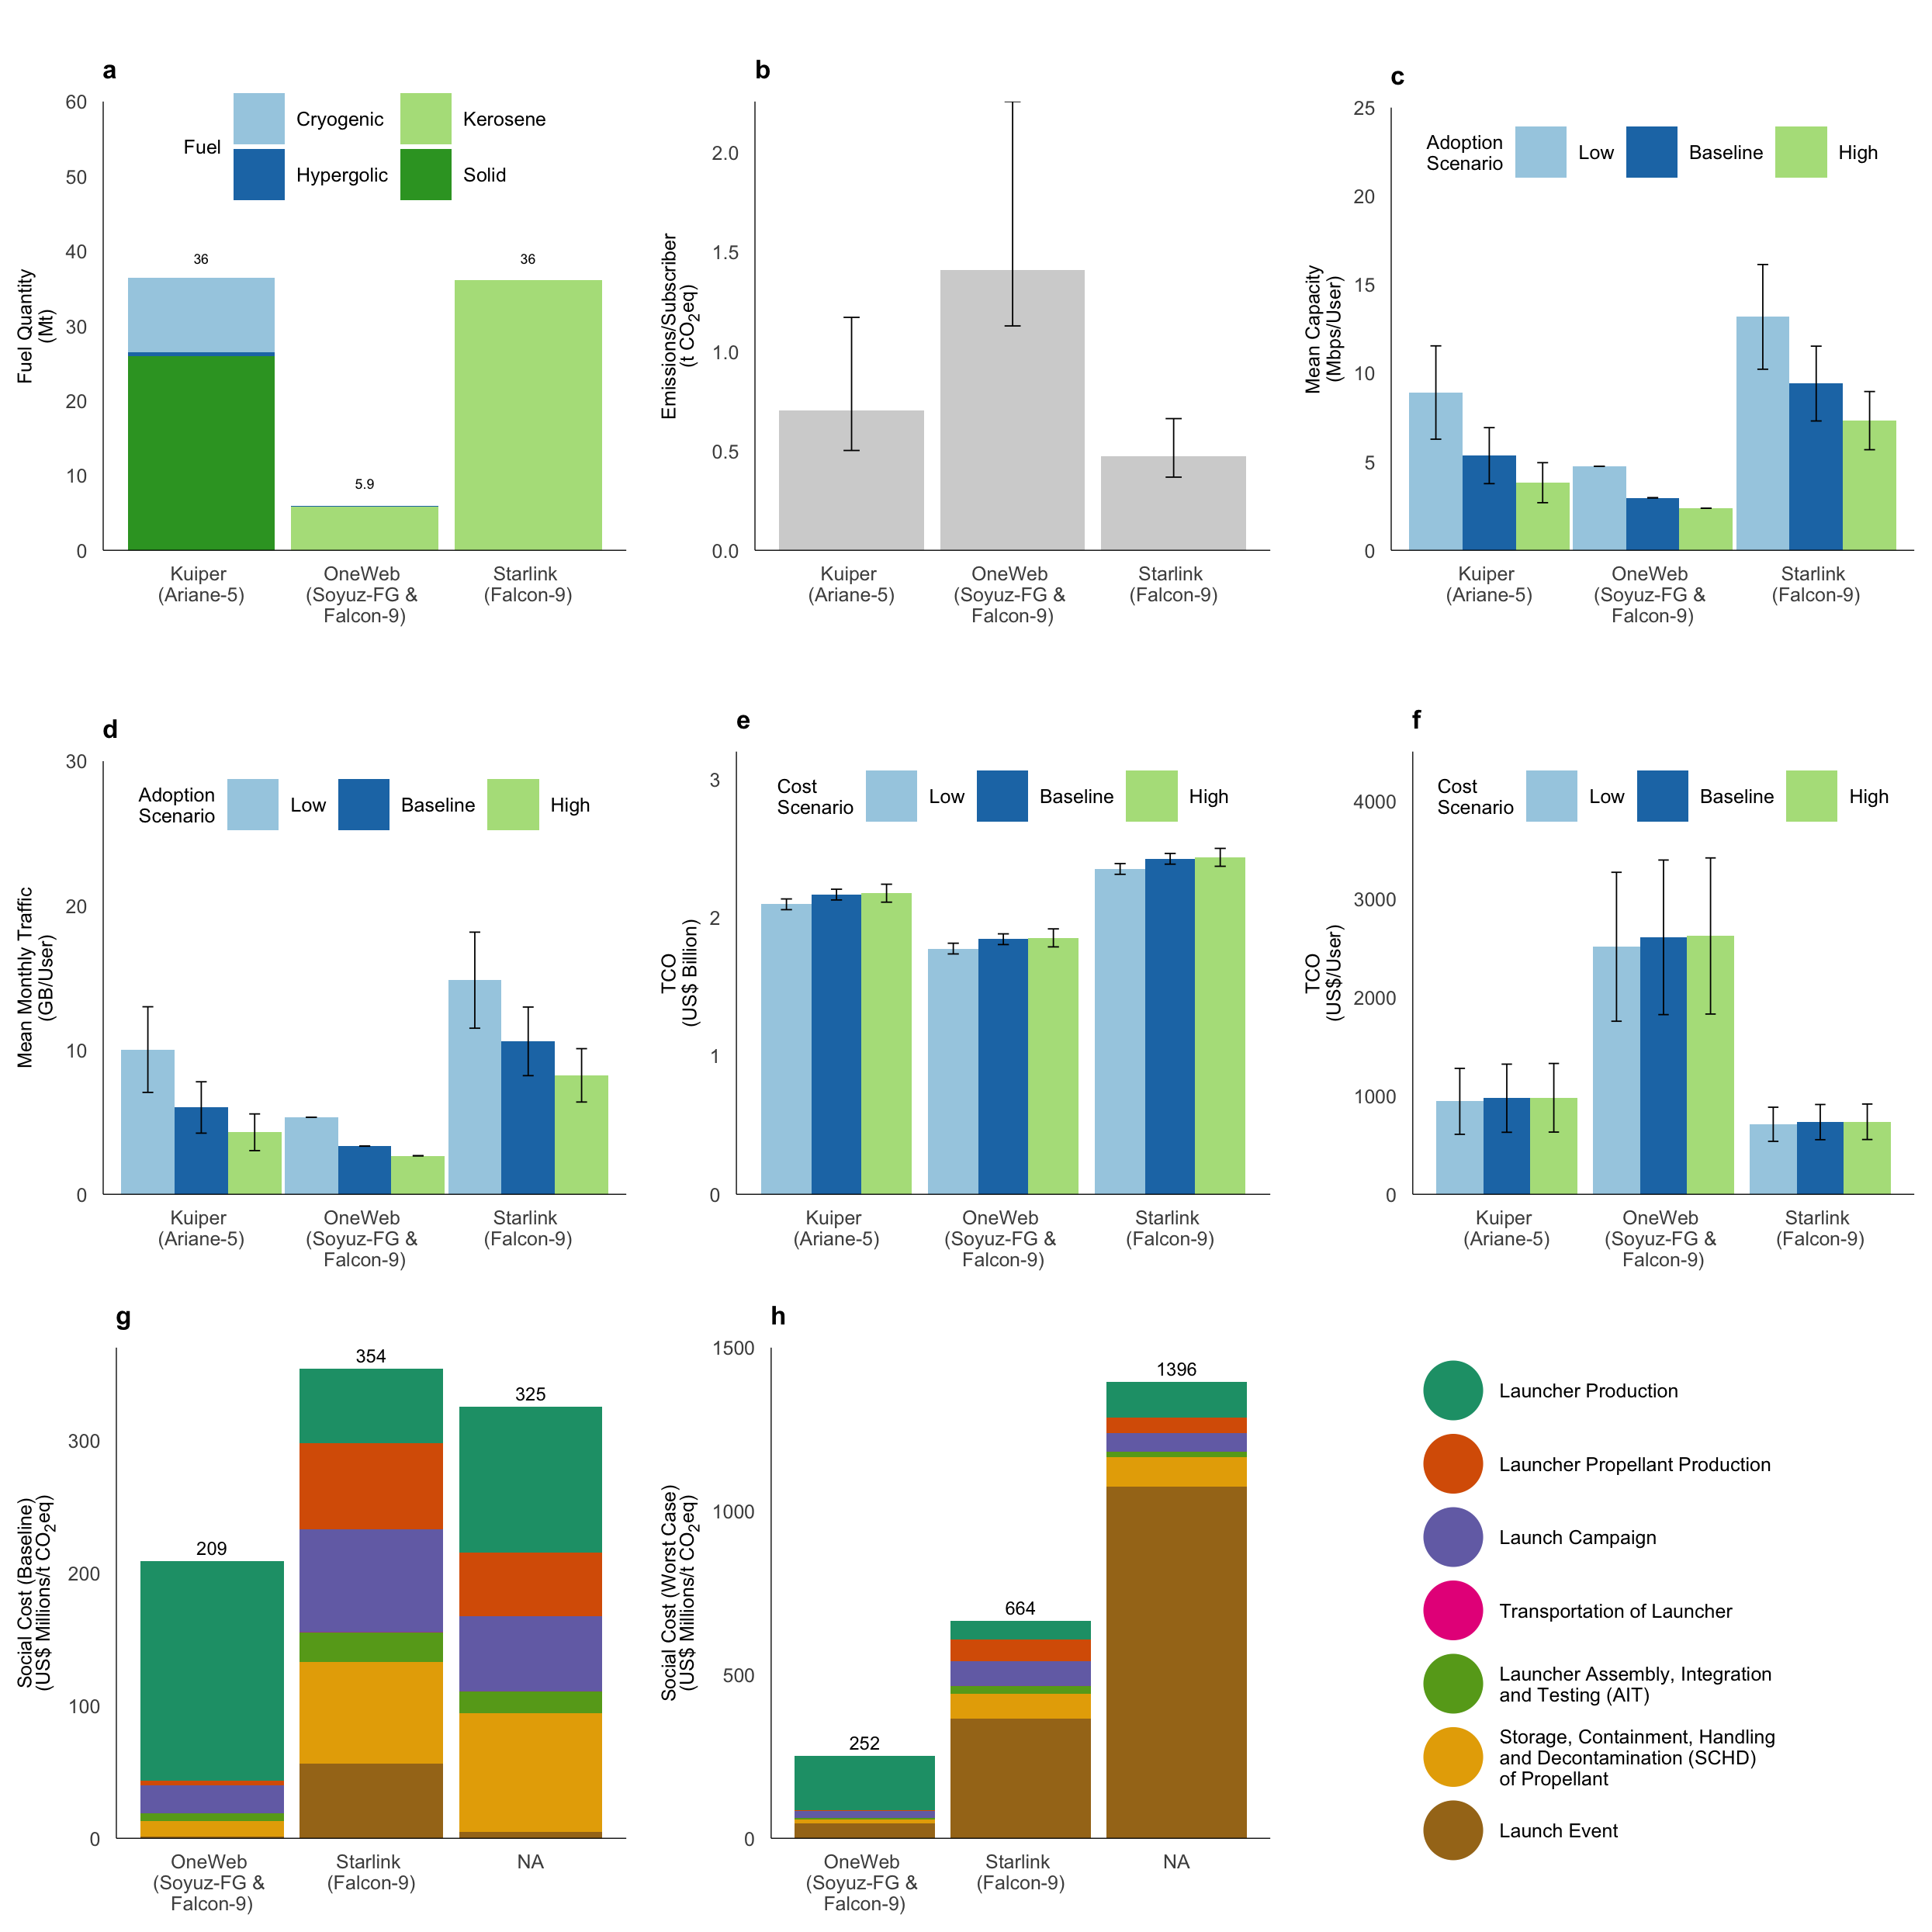 a
Fuel
Cryogenic
Kerosene
Hypergolic
Solid
Fuel Quantity
(Mt)
60
50
40
30
20
10
0
36
5.9
36
Kuiper
(Ariane-5)
OneWeb
(Soyuz-FG &
Falcon-9)
Starlink
(Falcon-9)
b
Emissions/Subscriber
(t CO2eq)
2.0
1.5
1.0
0.5
0.0
Kuiper
(Ariane-5)
OneWeb
(Soyuz-FG &
Falcon-9)
Starlink
(Falcon-9)
c
Adoption
Scenario
Low
Baseline
High
Mean Capacity
(Mbps/User)
25
20
15
10
5
0
Kuiper
(Ariane-5)
OneWeb
(Soyuz-FG &
Falcon-9)
Starlink
(Falcon-9)
d
Adoption
Scenario
Low
Baseline
High
Mean Monthly Traffic
(GB/User)
30
20
10
0
Kuiper
(Ariane-5)
OneWeb
(Soyuz-FG &
Falcon-9)
Starlink
(Falcon-9)
e
Cost
Scenario
Low
Baseline
High
TCO
(US$ Billion)
3
2
1
0
Kuiper
(Ariane-5)
OneWeb
(Soyuz-FG &
Falcon-9)
Starlink
(Falcon-9)
f
Cost
Scenario
Low
Baseline
High
TCO
(US$/User)
4000
3000
2000
1000
0
Kuiper
(Ariane-5)
OneWeb
(Soyuz-FG &
Falcon-9)
Starlink
(Falcon-9)
g
Social Cost (Baseline)
(US$ Millions/t CO2eq)
300
200
100
0
209
354
325
OneWeb
(Soyuz-FG &
Falcon-9)
Starlink
(Falcon-9)
NA
h
Social Cost (Worst Case)
(US$ Millions/t CO2eq)
1500
1000
500
0
252
664
1396
OneWeb
(Soyuz-FG &
Falcon-9)
Starlink
(Falcon-9)
NA
Launcher Production
Launcher Propellant Production
Launch Campaign
Transportation of Launcher
Launcher Assembly, Integration
and Testing (AIT)
Storage, Containment, Handling
and Decontamination (SCHD)
of Propellant
Launch Event